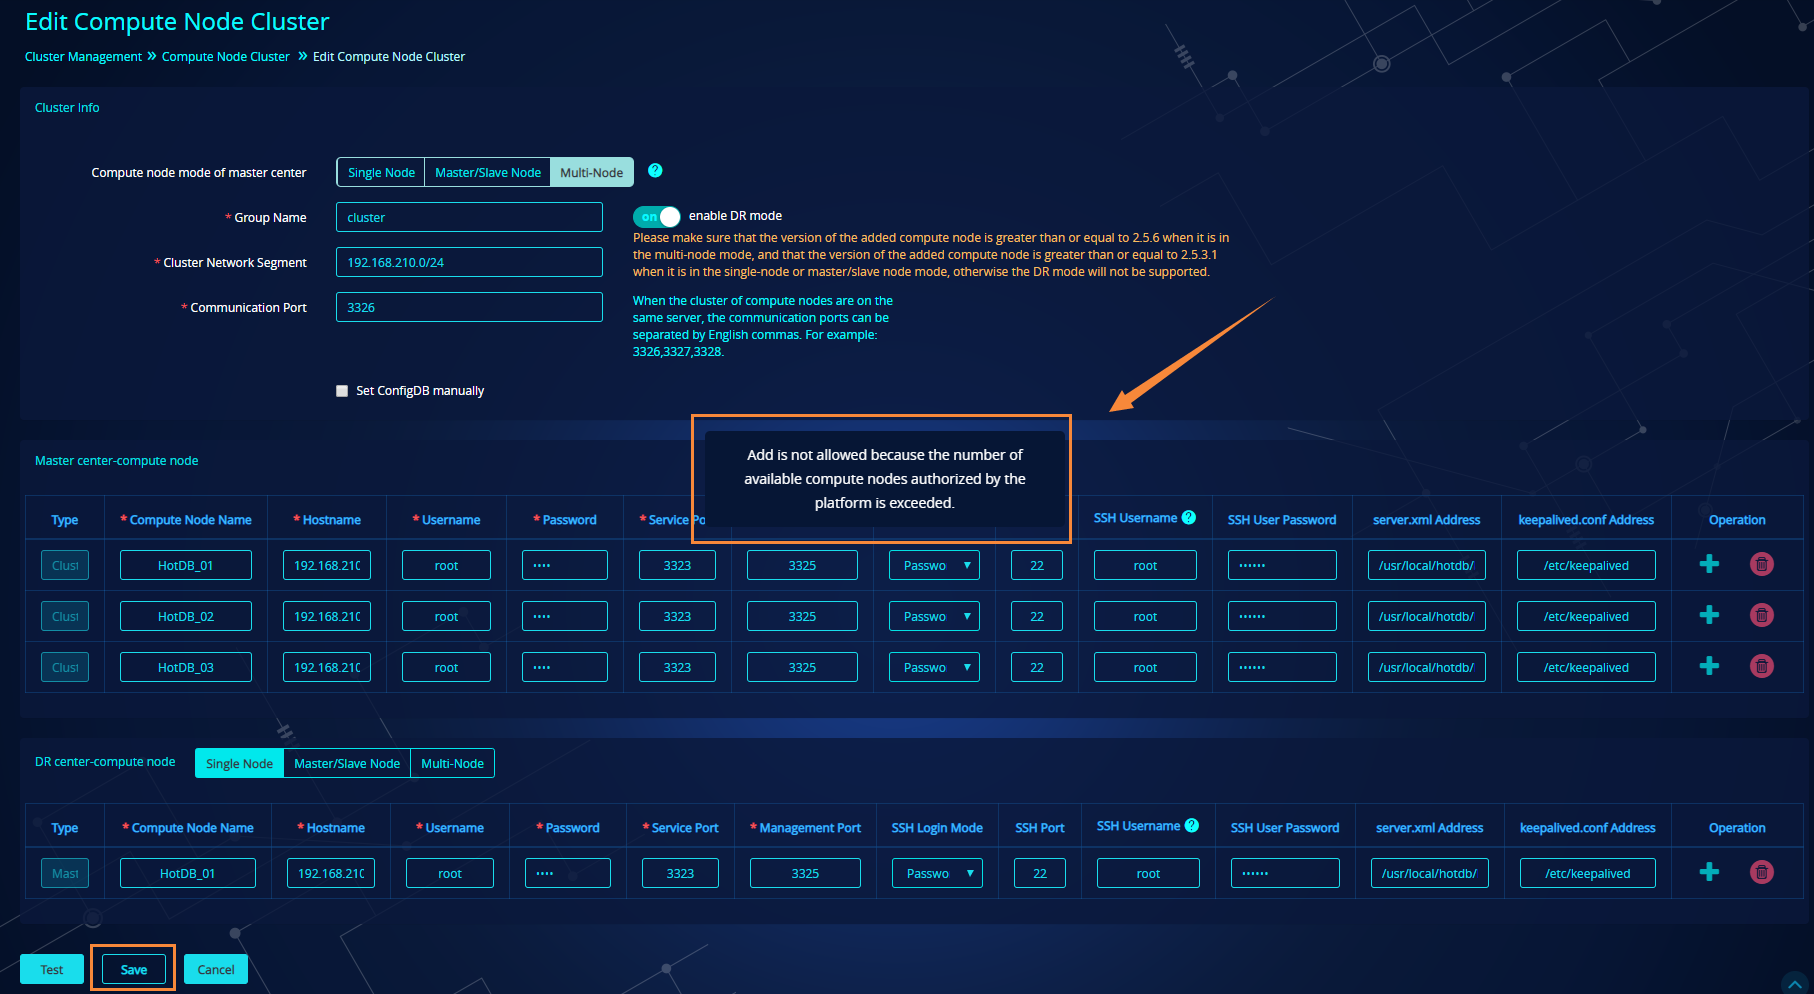 Edit Compute Node Cluster
Cluster Management » Compute Node Cluster » Edit Compute Node Cluster
Cluster Info
Compute node mode of master center Single Node Master/Slave Node Multi-Node ?
* Group Name cluster on enable DR mode
Please make sure that the version of the added compute node is greater than or equal to 2.5.6 when it is in
the multi-node mode, and that the version of the added compute node is greater than or equal to 2.5.3.1
when it is in the single-node or master/slave node mode, otherwise the DR mode will not be supported.
* Cluster Network Segment 192.168.210.0/24
* Communication Port 3326
When the cluster of compute nodes are on the
same server, the communication ports can be
separated by English commas. For example:
3326,3327,3328.
Set ConfigDB manually
Add is not allowed because the number of
available compute nodes authorized by the
platform is exceeded.
Master center-compute node
Type * Compute Node Name * Hostname * Username * Password * Service Po SSH Username ? SSH User Password server.xml Address keepalived.conf Address Operation
Clust HotDB_01 192.168.210 root •••• 3323 3325 Passwo ▼ 22 root •••••• /usr/local/hotdb/ /etc/keepalived
Clust HotDB_02 192.168.210 root •••• 3323 3325 Passwo ▼ 22 root •••••• /usr/local/hotdb/ /etc/keepalived
Clust HotDB_03 192.168.210 root •••• 3323 3325 Passwo ▼ 22 root •••••• /usr/local/hotdb/ /etc/keepalived
DR center-compute node Single Node Master/Slave Node Multi-Node
Type * Compute Node Name * Hostname * Username * Password * Service Port * Management Port SSH Login Mode SSH Port SSH Username ? SSH User Password server.xml Address keepalived.conf Address Operation
Mast HotDB_01 192.168.210 root •••• 3323 3325 Passwo ▼ 22 root •••••• /usr/local/hotdb/ /etc/keepalived
Test Save Cancel